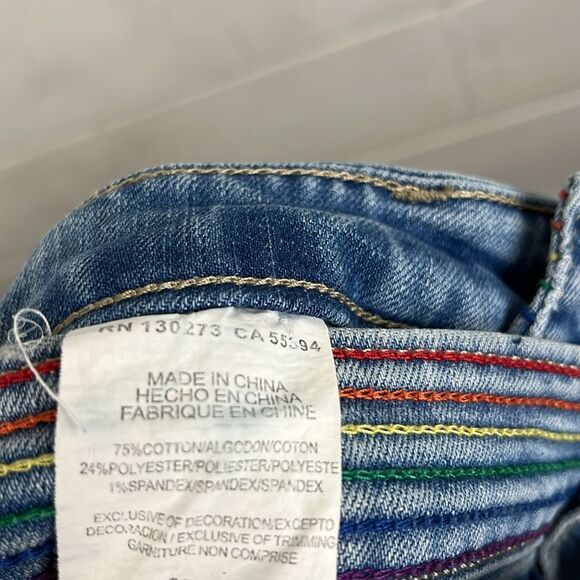 RN 130273 CA 55394
MADE IN CHINA
HECHO EN CHINA
FABRIQUE EN CHINE
75%COTTON/ALGODON/COTON
24%POLYESTER/POLIESTER/POLYESTE
1%SPANDEX/SPANDEX/SPANDEX
EXCLUSIVE OF DECORATION/EXCEPTO
DECORACION / EXCLUSIVE OF TRIMMING
GARNITURE NON COMPRISE